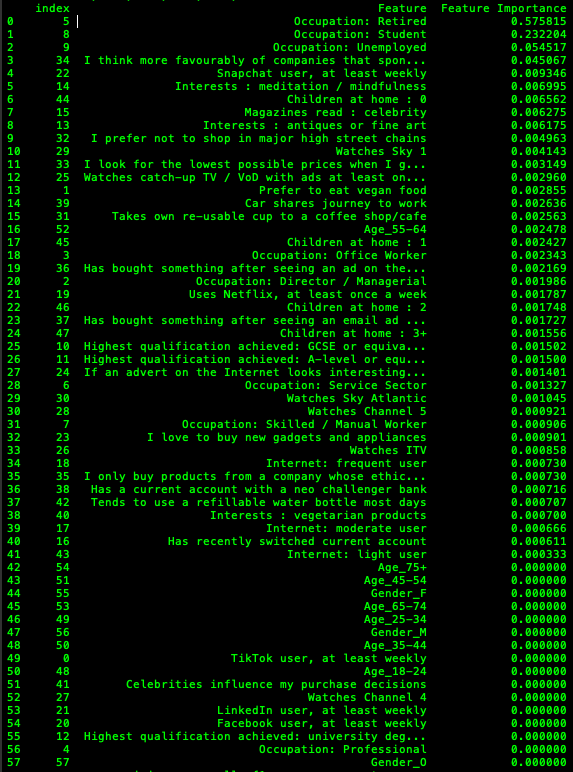 index Feature Feature Importance
0 5 Occupation: Retired 0.575815
1 8 Occupation: Student 0.232204
2 9 Occupation: Unemployed 0.054517
3 34 I think more favourably of companies that spon... 0.045067
4 22 Snapchat user, at least weekly 0.009346
5 14 Interests : meditation / mindfulness 0.006995
6 44 Children at home : 0 0.006562
7 15 Magazines read : celebrity 0.006275
8 13 Interests : antiques or fine art 0.006175
9 32 I prefer not to shop in major high street chains 0.004963
10 29 Watches Sky 1 0.004143
11 33 I look for the lowest possible prices when I g... 0.003149
12 25 Watches catch-up TV / VoD with ads at least on... 0.002960
13 1 Prefer to eat vegan food 0.002855
14 39 Car shares journey to work 0.002636
15 31 Takes own re-usable cup to a coffee shop/cafe 0.002563
16 52 Age_55-64 0.002478
17 45 Children at home : 1 0.002427
18 3 Occupation: Office Worker 0.002343
19 36 Has bought something after seeing an ad on the... 0.002169
20 2 Occupation: Director / Managerial 0.001986
21 19 Uses Netflix, at least once a week 0.001787
22 46 Children at home : 2 0.001748
23 37 Has bought something after seeing an email ad ... 0.001727
24 47 Children at home : 3+ 0.001556
25 10 Highest qualification achieved: GCSE or equiva... 0.001502
26 11 Highest qualification achieved: A-level or equ... 0.001500
27 24 If an advert on the Internet looks interesting... 0.001401
28 6 Occupation: Service Sector 0.001327
29 30 Watches Sky Atlantic 0.001045
30 28 Watches Channel 5 0.000921
31 7 Occupation: Skilled / Manual Worker 0.000906
32 23 I love to buy new gadgets and appliances 0.000901
33 26 Watches ITV 0.000858
34 18 Internet: frequent user 0.000730
35 35 I only buy products from a company whose ethic... 0.000730
36 38 Has a current account with a neo challenger bank 0.000716
37 42 Tends to use a refillable water bottle most days 0.000707
38 40 Interests : vegetarian products 0.000700
39 17 Internet: moderate user 0.000666
40 16 Has recently switched current account 0.000611
41 43 Internet: light user 0.000333
42 54 Age_75+ 0.000000
43 51 Age_45-54 0.000000
44 55 Gender_F 0.000000
45 53 Age_65-74 0.000000
46 49 Age_25-34 0.000000
47 56 Gender_M 0.000000
48 50 Age_35-44 0.000000
49 0 TikTok user, at least weekly 0.000000
50 48 Age_18-24 0.000000
51 41 Celebrities influence my purchase decisions 0.000000
52 27 Watches Channel 4 0.000000
53 21 LinkedIn user, at least weekly 0.000000
54 20 Facebook user, at least weekly 0.000000
55 12 Highest qualification achieved: university deg... 0.000000
56 4 Occupation: Professional 0.000000
57 57 Gender_O 0.000000